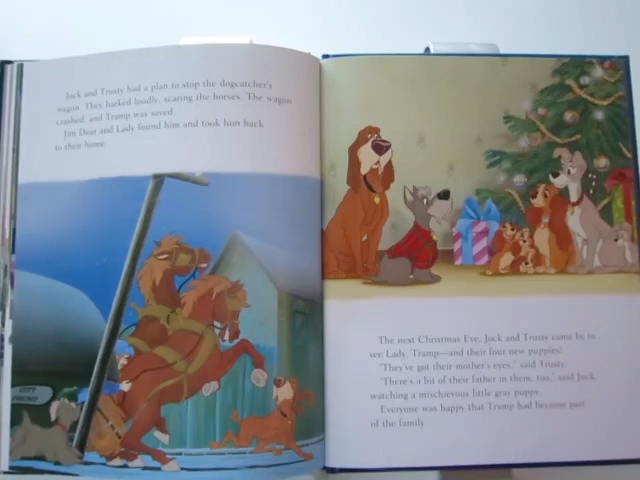 Jock and Trusty had a plan to stop the dogcatcher's
wagon. They barked loudly, scaring the horses. The wagon
crashed, and Tramp was saved.
Jim Dear and Lady found him and took him back
to their home.
CITY
POUND
The next Christmas Eve, Jock and Trusty came by to
see Lady, Tramp—and their four new puppies!
"They've got their mother's eyes," said Trusty.
"There's a bit of their father in them, too," said Jock,
watching a mischievous little gray puppy.
Everyone was happy that Tramp had become part
of the family.